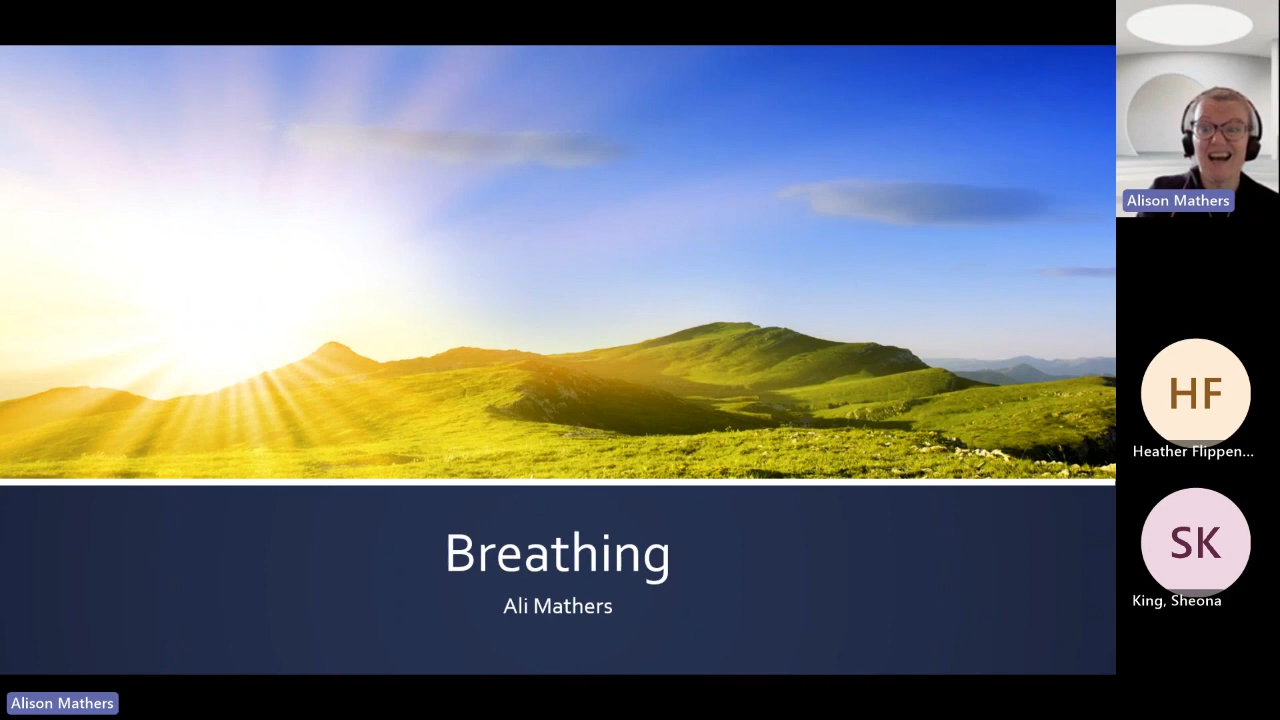 Alison Mathers
HF
Heather Flippen...
SK
King, Sheona
Breathing
Ali Mathers
Alison Mathers